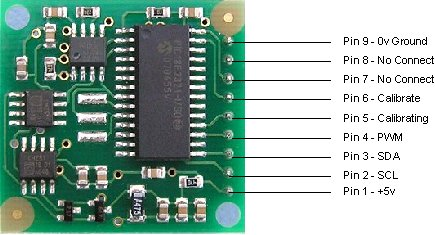 Pin 9 - 0v Ground
Pin 8 - No Connect
Pin 7 - No Connect
Pin 6 - Calibrate
Pin 5 - Calibrating
Pin 4 - PWM
Pin 3 - SDA
Pin 2 - SCL
Pin 1 - +5v